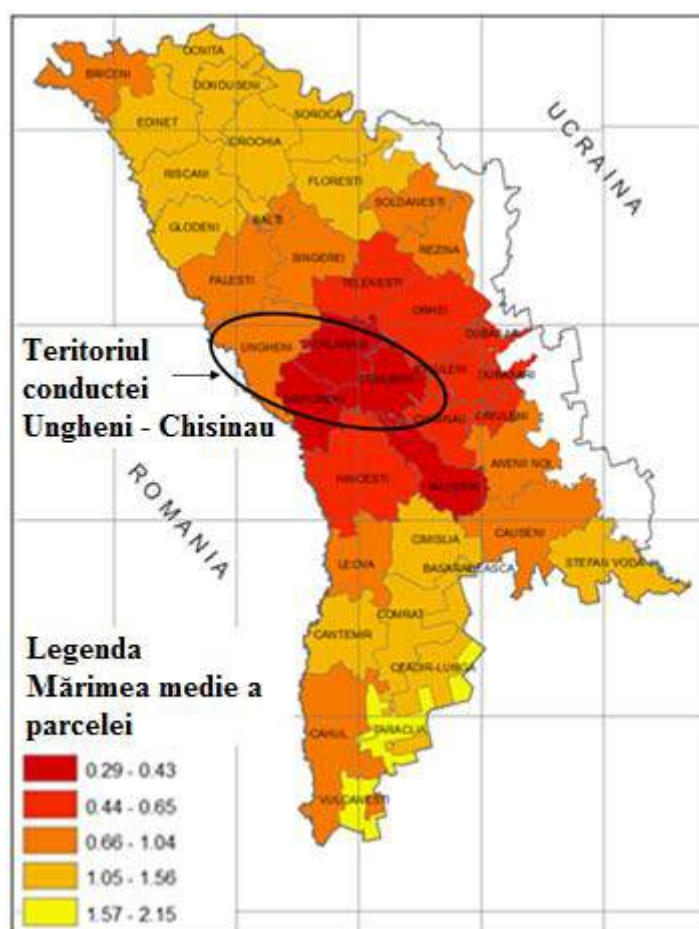 OCNITA
BRICENI
DONDUSENI
SOROCA
EDINET
DROCHIA
UCRAINA
RISCANI
FLORESTI
SOLDANESTI
BALTI
GLODENI
REZINA
SINGEREI
FALESTI
TELENESTI
ORHEI
DUBASARI
UNGHENI
Teritoriul
conductei
Ungheni - Chisinau
DUBASARI
CRIULENI
HINCESTI
CAUSENI
ROMANIA
CIMISLIA
STEFAN VODA
LEOVA
COMRAT
CANTEMIR
CEADIR-LUNGA
Legenda
Mărimea medie a
parcelei
CAHUL
TARACLIA
VULCANESTI
0.29 - 0.43
0.44 - 0.65
0.66 - 1.04
1.05 - 1.56
1.57 - 2.15